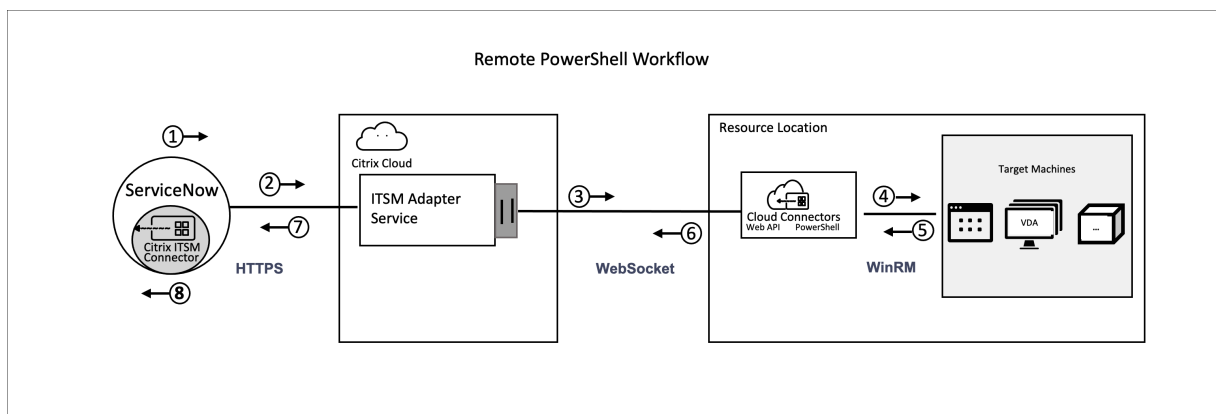 Remote PowerShell Workflow
①
ServiceNow
Citrix ITSM
Connector
⑧
②
⑦
HTTPS
Citrix Cloud
ITSM Adapter
Service
③
⑥
WebSocket
Resource Location
Cloud Connectors
Web API PowerShell
④
⑤
WinRM
Target Machines
VDA
...